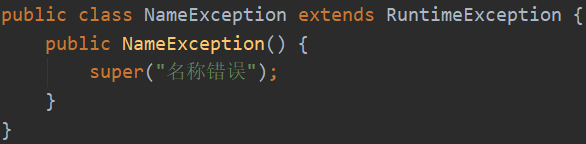 public class NameException extends RuntimeException {
    public NameException() {
        super("名称错误");
    }
}